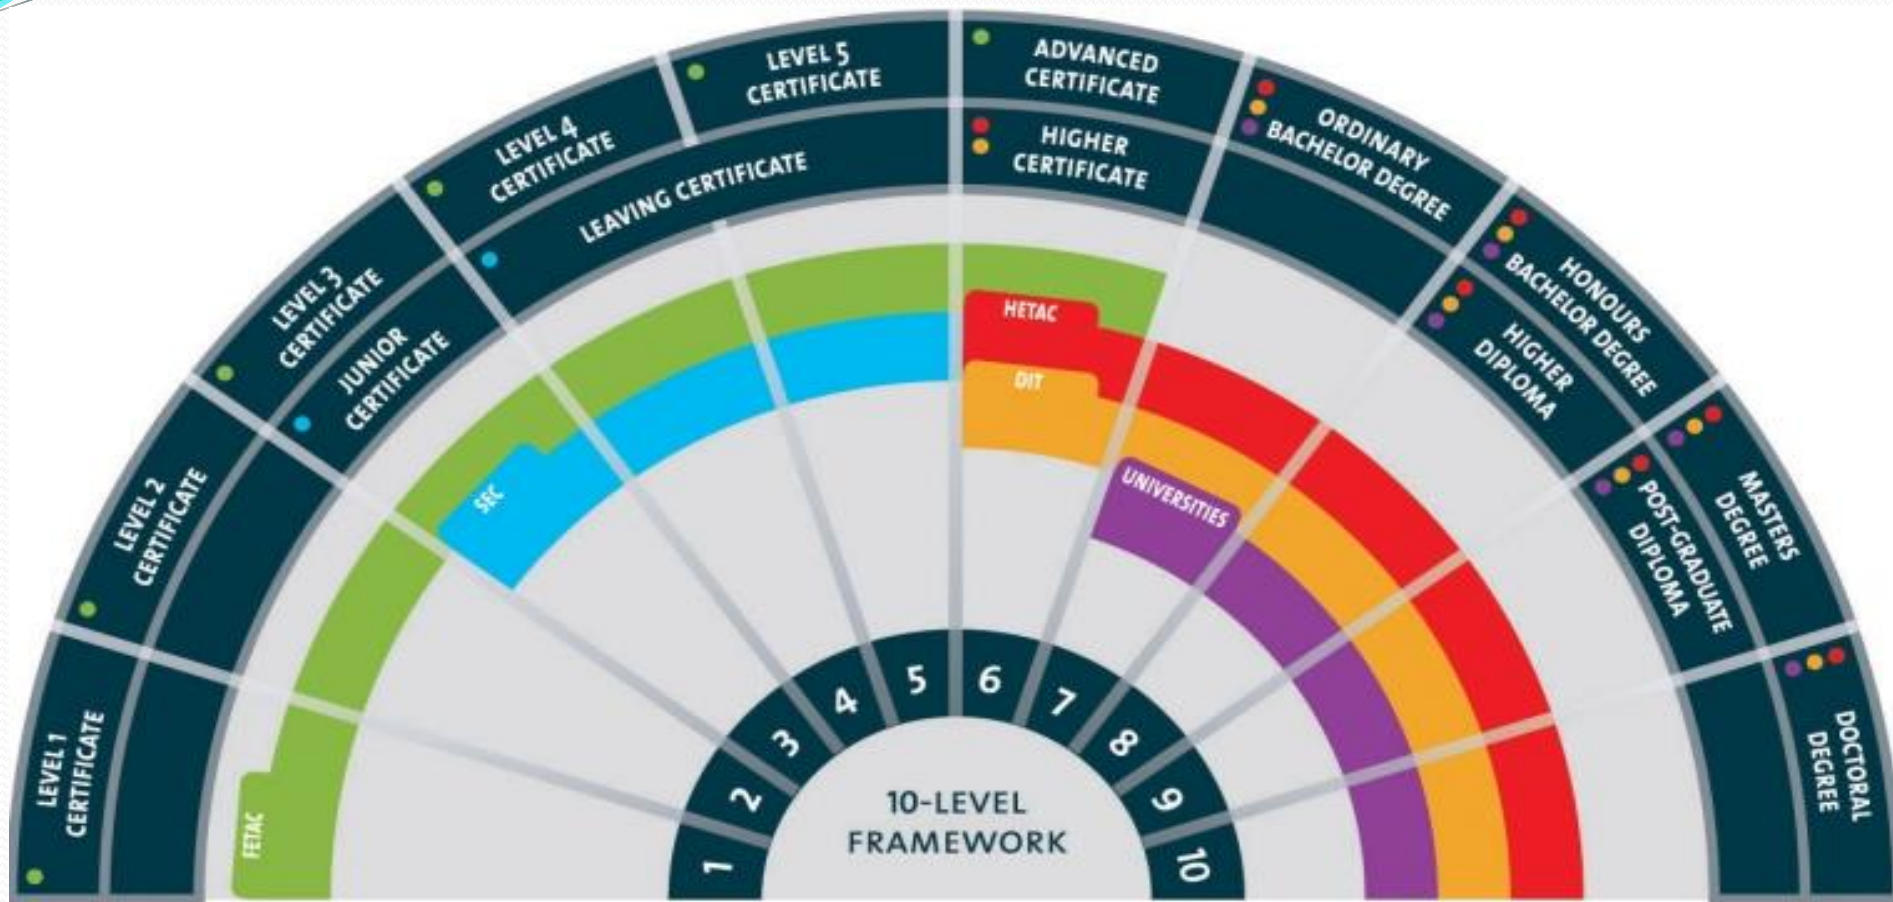 LEVEL 1
CERTIFICATE
LEVEL 2
CERTIFICATE
LEVEL 3
CERTIFICATE
JUNIOR
CERTIFICATE
LEVEL 4
CERTIFICATE
LEVEL 5
CERTIFICATE
LEAVING CERTIFICATE
ADVANCED
CERTIFICATE
HIGHER
CERTIFICATE
ORDINARY
BACHELOR DEGREE
HONOURS
BACHELOR DEGREE
HIGHER
DIPLOMA
MASTERS
DEGREE
POST-GRADUATE
DIPLOMA
DOCTORAL
DEGREE
FETAC
SEC
HETAC
DIT
UNIVERSITIES
1
2
3
4
5
6
7
8
9
10
10-LEVEL
FRAMEWORK